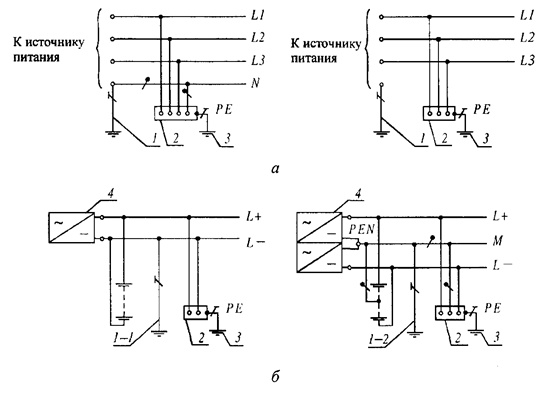 К источнику питания
L1
L2
L3
N
PE
1
2
3
К источнику питания
L1
L2
L3
PE
1
2
3
а
4
~
−
L+
L−
PE
1−1
2
3
4
~
−
~
−
PEN
L+
M
L−
PE
1−2
2
3
б